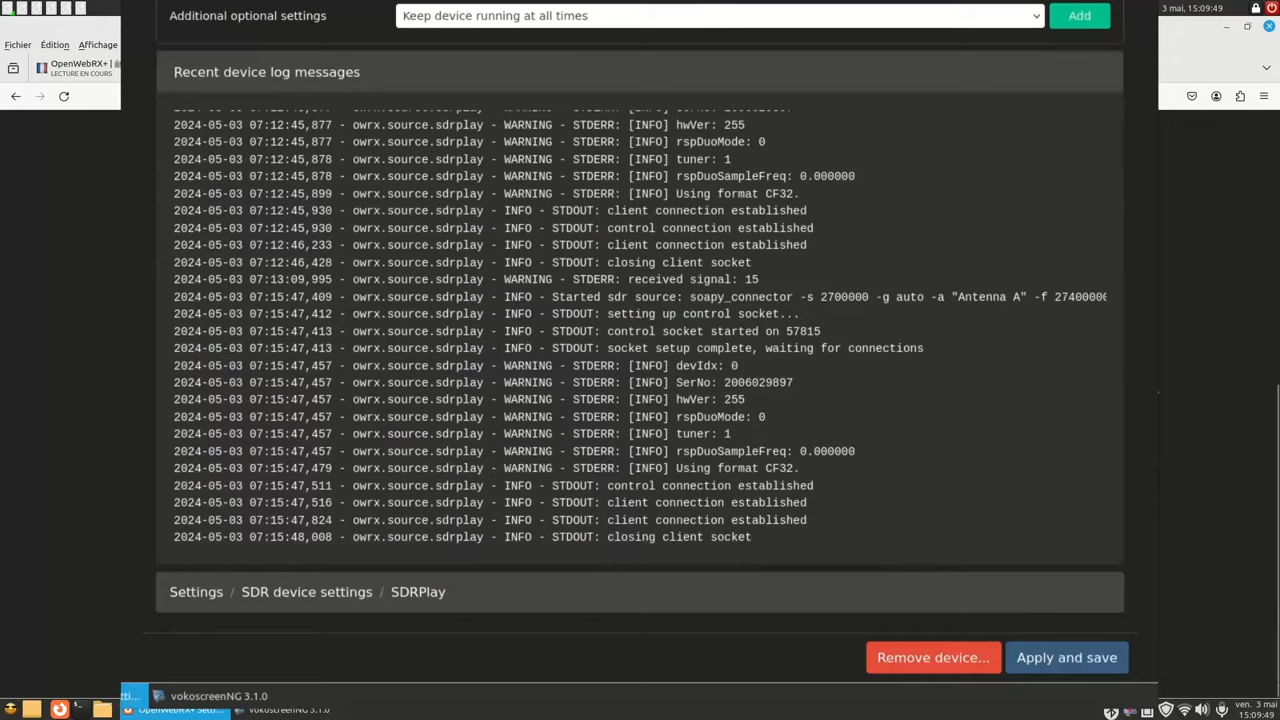 Additional optional settings
Keep device running at all times
Add
3 mai, 15:09:49
Fichier Édition Affichage
OpenWebRX+ |
LECTURE EN COURS
Recent device log messages
2024-05-03 07:12:45,877 - owrx.source.sdrplay - WARNING - STDERR: [INFO] hwVer: 255
2024-05-03 07:12:45,877 - owrx.source.sdrplay - WARNING - STDERR: [INFO] rspDuoMode: 0
2024-05-03 07:12:45,878 - owrx.source.sdrplay - WARNING - STDERR: [INFO] tuner: 1
2024-05-03 07:12:45,878 - owrx.source.sdrplay - WARNING - STDERR: [INFO] rspDuoSampleFreq: 0.000000
2024-05-03 07:12:45,899 - owrx.source.sdrplay - WARNING - STDERR: [INFO] Using format CF32.
2024-05-03 07:12:45,930 - owrx.source.sdrplay - INFO - STDOUT: client connection established
2024-05-03 07:12:45,930 - owrx.source.sdrplay - INFO - STDOUT: control connection established
2024-05-03 07:12:46,233 - owrx.source.sdrplay - INFO - STDOUT: client connection established
2024-05-03 07:12:46,428 - owrx.source.sdrplay - INFO - STDOUT: closing client socket
2024-05-03 07:13:09,995 - owrx.source.sdrplay - WARNING - STDERR: received signal: 15
2024-05-03 07:15:47,409 - owrx.source.sdrplay - INFO - Started sdr source: soapy_connector -s 2700000 -g auto -a "Antenna A" -f 27400000
2024-05-03 07:15:47,412 - owrx.source.sdrplay - INFO - STDOUT: setting up control socket...
2024-05-03 07:15:47,413 - owrx.source.sdrplay - INFO - STDOUT: control socket started on 57815
2024-05-03 07:15:47,413 - owrx.source.sdrplay - INFO - STDOUT: socket setup complete, waiting for connections
2024-05-03 07:15:47,457 - owrx.source.sdrplay - WARNING - STDERR: [INFO] devIdx: 0
2024-05-03 07:15:47,457 - owrx.source.sdrplay - WARNING - STDERR: [INFO] SerNo: 2006029897
2024-05-03 07:15:47,457 - owrx.source.sdrplay - WARNING - STDERR: [INFO] hwVer: 255
2024-05-03 07:15:47,457 - owrx.source.sdrplay - WARNING - STDERR: [INFO] rspDuoMode: 0
2024-05-03 07:15:47,457 - owrx.source.sdrplay - WARNING - STDERR: [INFO] tuner: 1
2024-05-03 07:15:47,457 - owrx.source.sdrplay - WARNING - STDERR: [INFO] rspDuoSampleFreq: 0.000000
2024-05-03 07:15:47,479 - owrx.source.sdrplay - WARNING - STDERR: [INFO] Using format CF32.
2024-05-03 07:15:47,511 - owrx.source.sdrplay - INFO - STDOUT: control connection established
2024-05-03 07:15:47,516 - owrx.source.sdrplay - INFO - STDOUT: client connection established
2024-05-03 07:15:47,824 - owrx.source.sdrplay - INFO - STDOUT: client connection established
2024-05-03 07:15:48,008 - owrx.source.sdrplay - INFO - STDOUT: closing client socket
Settings / SDR device settings / SDRPlay
Remove device...
Apply and save
vokoscreenNG 3.1.0
OpenWebRX+ Setti...
vokoscreenNG 3.1.0
ven. 3 mai
15:09:49